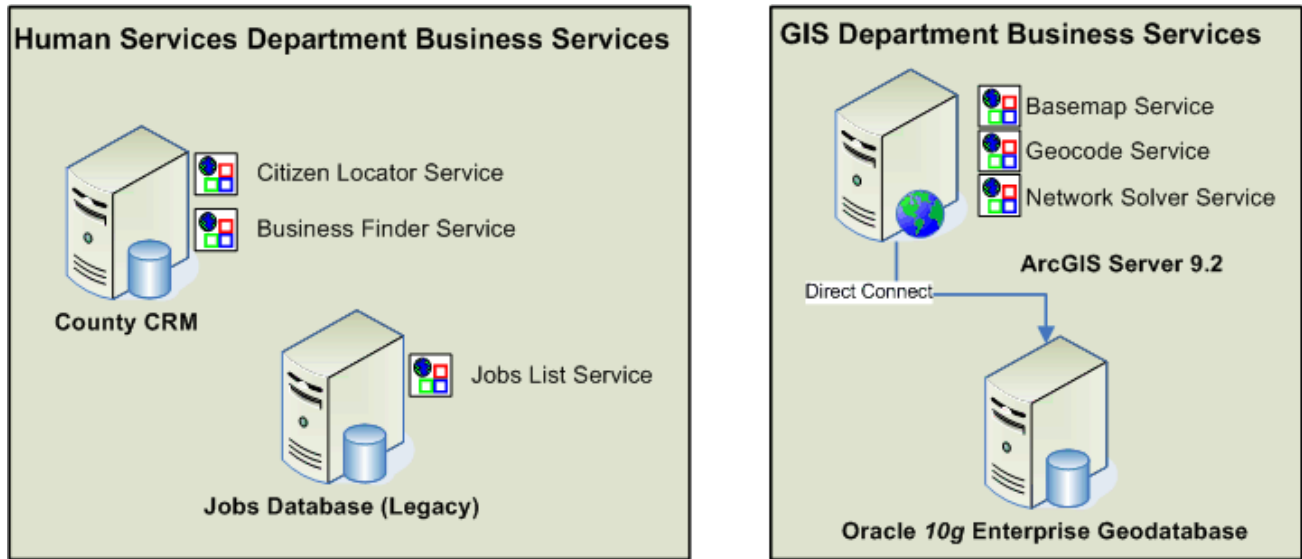 Human Services Department Business Services
Citizen Locator Service
Business Finder Service
County CRM
Jobs List Service
Jobs Database (Legacy)
GIS Department Business Services
Basemap Service
Geocode Service
Network Solver Service
ArcGIS Server 9.2
Direct Connect
Oracle 10g Enterprise Geodatabase